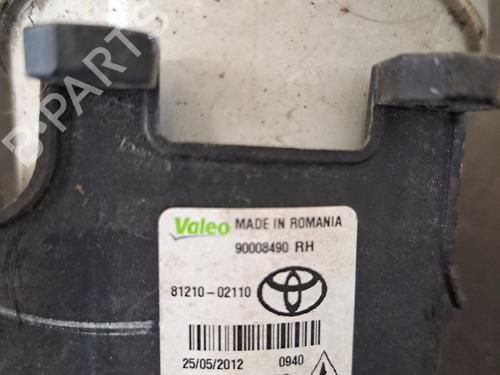 B-PARTS
Valeo MADE IN ROMANIA
90008490 RH
81210-02110
25/05/2012 0940